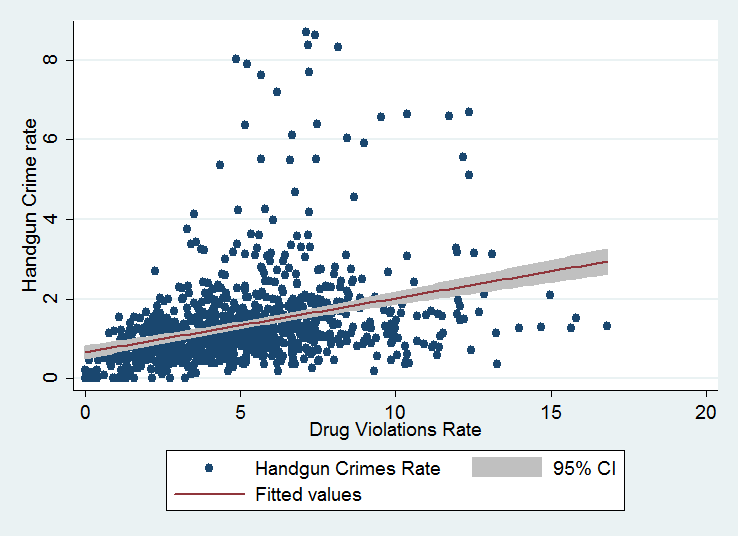 Handgun Crime rate
8
6
4
2
0
0 5 10 15 20
Drug Violations Rate
Handgun Crimes Rate 95% CI
Fitted values